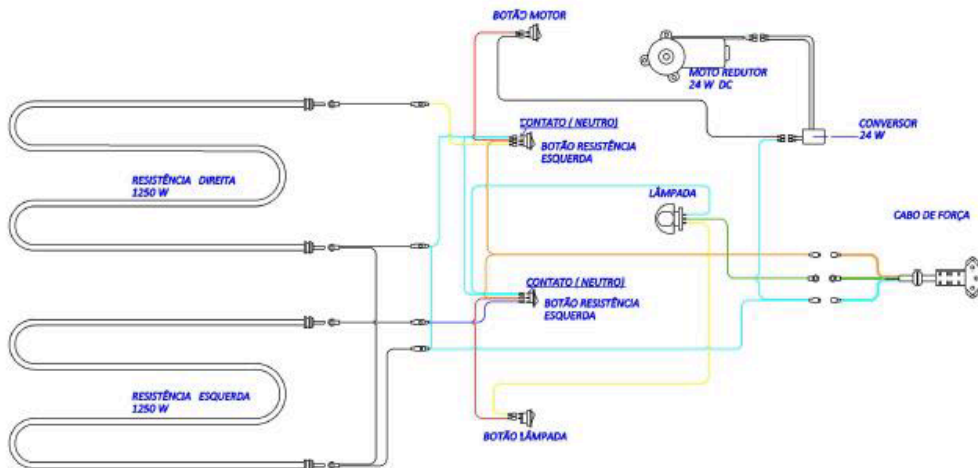 BOTÃO MOTOR
MOTO REDUTOR
24 W DC
CONVERSOR
24 W
CONTATO ( NEUTRO)
BOTÃO RESISTÊNCIA
ESQUERDA
RESISTÊNCIA DIREITA
1250 W
LÂMPADA
CABO DE FORÇA
CONTATO ( NEUTRO)
BOTÃO RESISTÊNCIA
ESQUERDA
RESISTÊNCIA ESQUERDA
1250 W
BOTÃO LÂMPADA